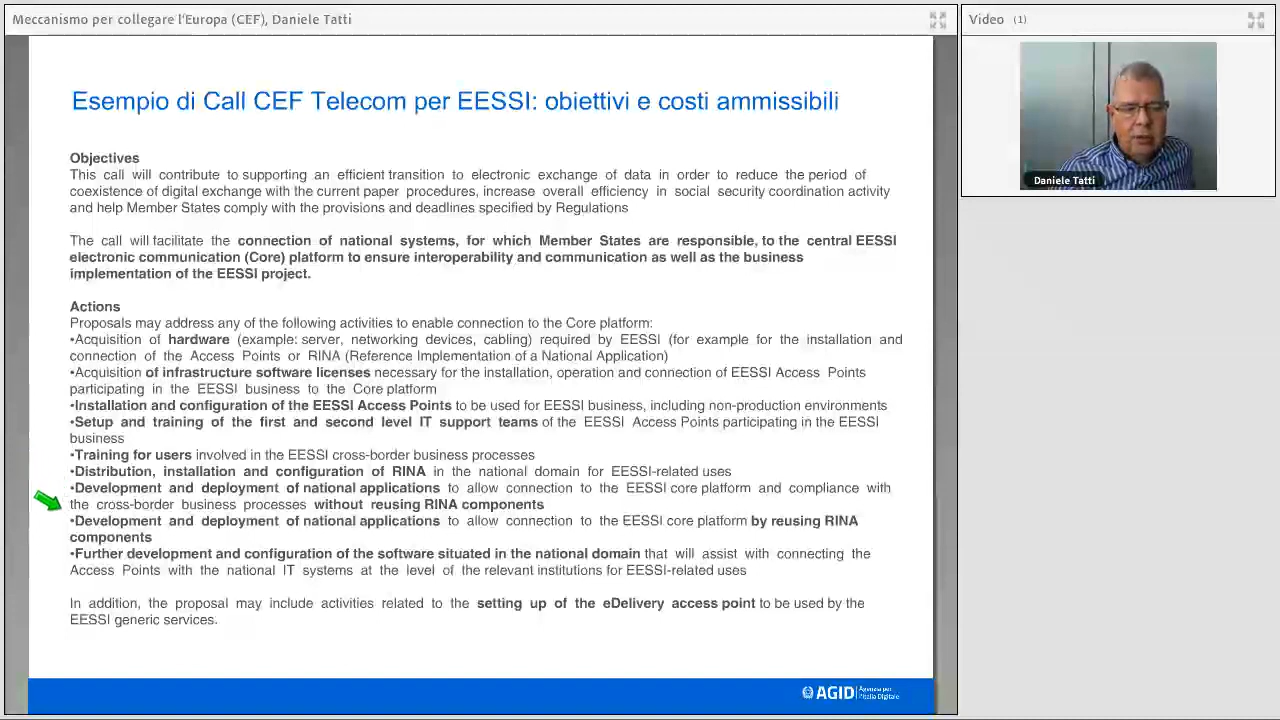 Meccanismo per collegare l'Europa (CEF), Daniele Tatti
Video (1)
Daniele Tatti
Esempio di Call CEF Telecom per EESSI: obiettivi e costi ammissibili
Objectives
This call will contribute to supporting an efficient transition to electronic exchange of data in order to reduce the period of
coexistence of digital exchange with the current paper procedures, increase overall efficiency in social security coordination activity
and help Member States comply with the provisions and deadlines specified by Regulations
The call will facilitate the connection of national systems, for which Member States are responsible, to the central EESSI
electronic communication (Core) platform to ensure interoperability and communication as well as the business
implementation of the EESSI project.
Actions
Proposals may address any of the following activities to enable connection to the Core platform:
•Acquisition of hardware (example: server, networking devices, cabling) required by EESSI (for example for the installation and
connection of the Access Points or RINA (Reference Implementation of a National Application)
•Acquisition of infrastructure software licenses necessary for the installation, operation and connection of EESSI Access Points
participating in the EESSI business to the Core platform
•Installation and configuration of the EESSI Access Points to be used for EESSI business, including non-production environments
•Setup and training of the first and second level IT support teams of the EESSI Access Points participating in the EESSI
business
•Training for users involved in the EESSI cross-border business processes
•Distribution, installation and configuration of RINA in the national domain for EESSI-related uses
•Development and deployment of national applications to allow connection to the EESSI core platform and compliance with
the cross-border business processes without reusing RINA components
•Development and deployment of national applications to allow connection to the EESSI core platform by reusing RINA
components
•Further development and configuration of the software situated in the national domain that will assist with connecting the
Access Points with the national IT systems at the level of the relevant institutions for EESSI-related uses
In addition, the proposal may include activities related to the setting up of the eDelivery access point to be used by the
EESSI generic services.
AGID Agenzia per
l'Italia Digitale